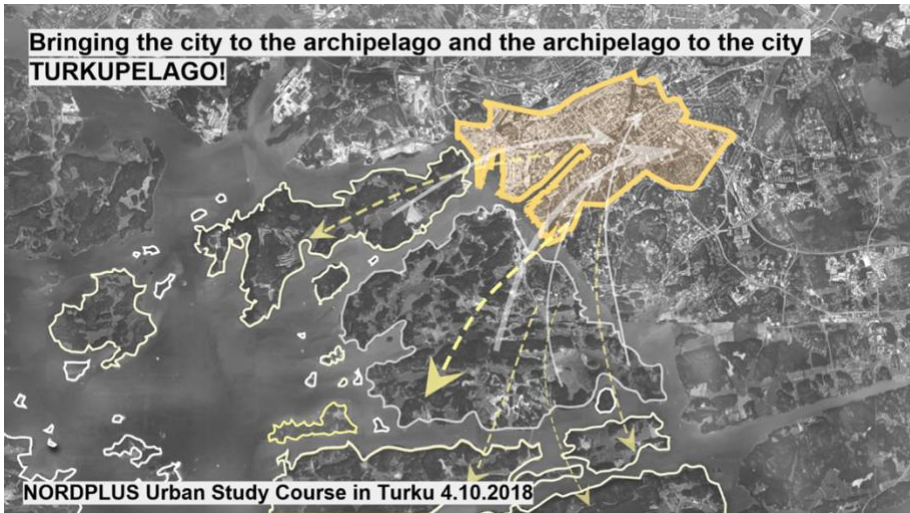 Bringing the city to the archipelago and the archipelago to the city
TURKUPELAGO!
NORDPLUS Urban Study Course in Turku 4.10.2018